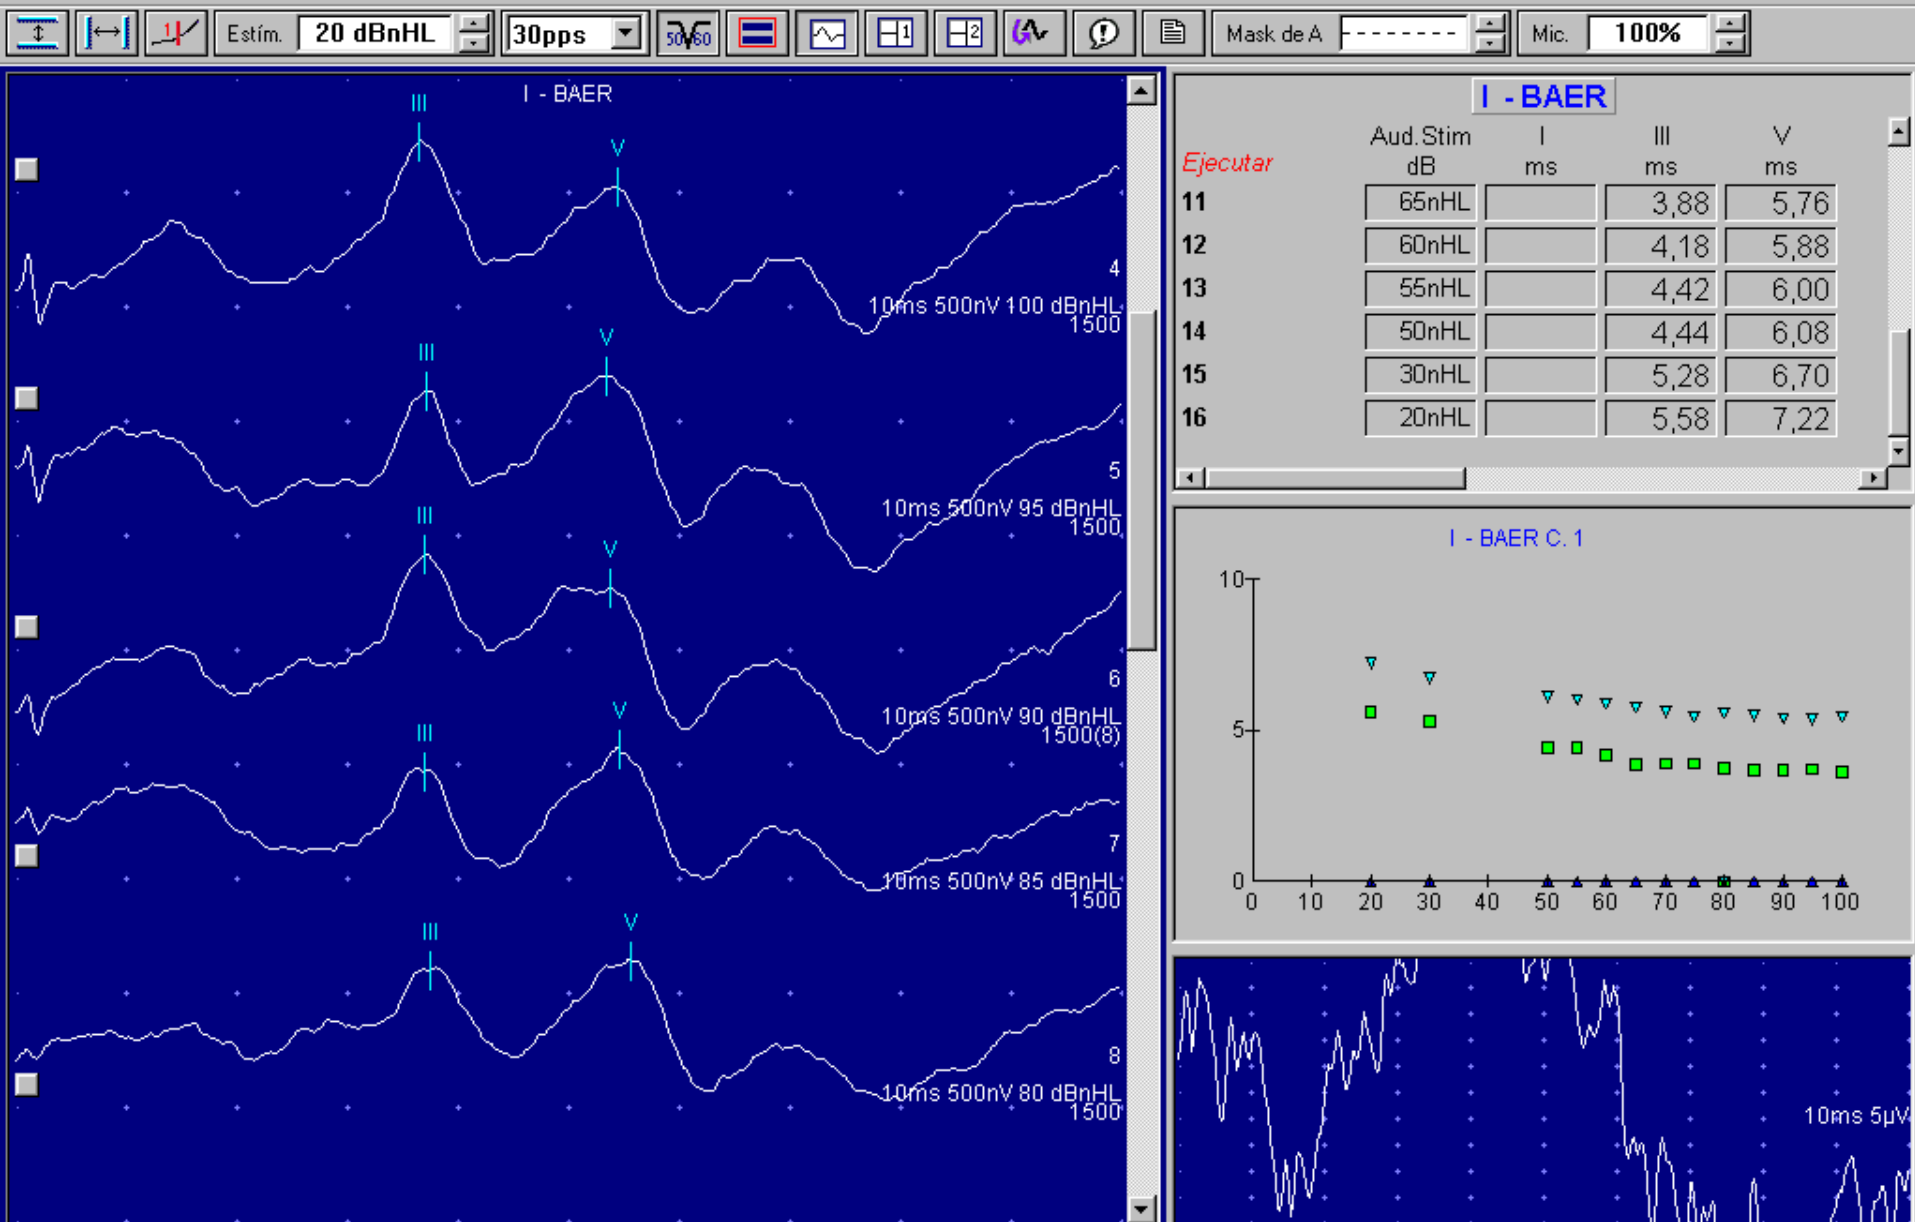 Estím. 20 dBnHL 30pps 50/60 1 2 Mask de A -------- Mic. 100%
I - BAER
III
V
4
10ms 500nV 100 dBnHL
1500
III
V
5
10ms 500nV 95 dBnHL
1500
III
V
6
10ms 500nV 90 dBnHL
1500(8)
III
V
7
10ms 500nV 85 dBnHL
1500
III
V
8
10ms 500nV 80 dBnHL
1500
I - BAER
Aud.Stim I III V
Ejecutar dB ms ms ms
11 65nHL 3,88 5,76
12 60nHL 4,18 5,88
13 55nHL 4,42 6,00
14 50nHL 4,44 6,08
15 30nHL 5,28 6,70
16 20nHL 5,58 7,22
I - BAER C. 1
10
5
0
0 10 20 30 40 50 60 70 80 90 100
10ms 5µV